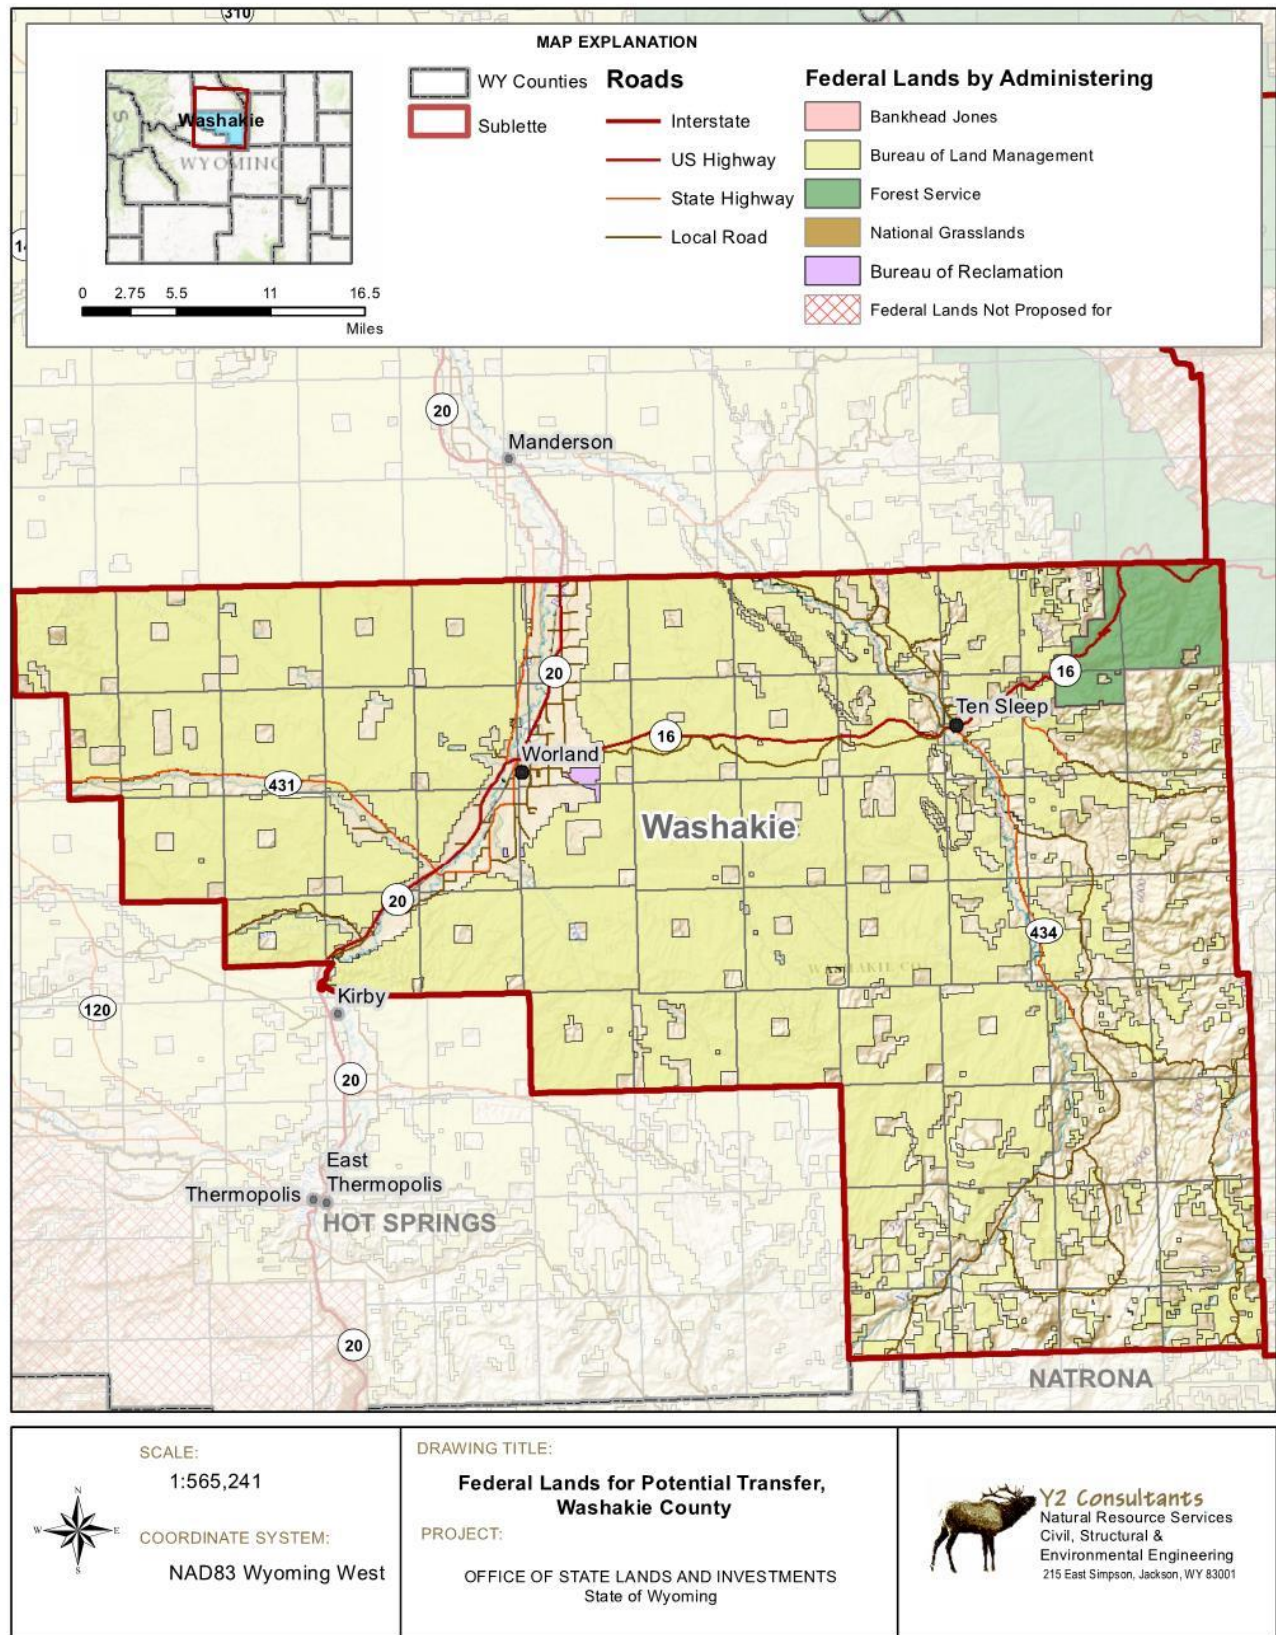 310
MAP EXPLANATION
S
Washakie
WYOMING
0 2.75 5.5 11 16.5
Miles
WY Counties
Sublette
Roads
Interstate
US Highway
State Highway
Local Road
Federal Lands by Administering
Bankhead Jones
Bureau of Land Management
Forest Service
National Grasslands
Bureau of Reclamation
Federal Lands Not Proposed for
20
Manderson
20
16
Ten Sleep
16
Worland
431
Washakie
20
434
WASHAKIE CO
Kirby
120
20
East
Thermopolis
Thermopolis
HOT SPRINGS
20
NATRONA
SCALE:
1:565,241
COORDINATE SYSTEM:
NAD83 Wyoming West
N
W E
S
DRAWING TITLE:
Federal Lands for Potential Transfer,
Washakie County
PROJECT:
OFFICE OF STATE LANDS AND INVESTMENTS
State of Wyoming
Y2 Consultants
Natural Resource Services
Civil, Structural &
Environmental Engineering
215 East Simpson, Jackson, WY 83001